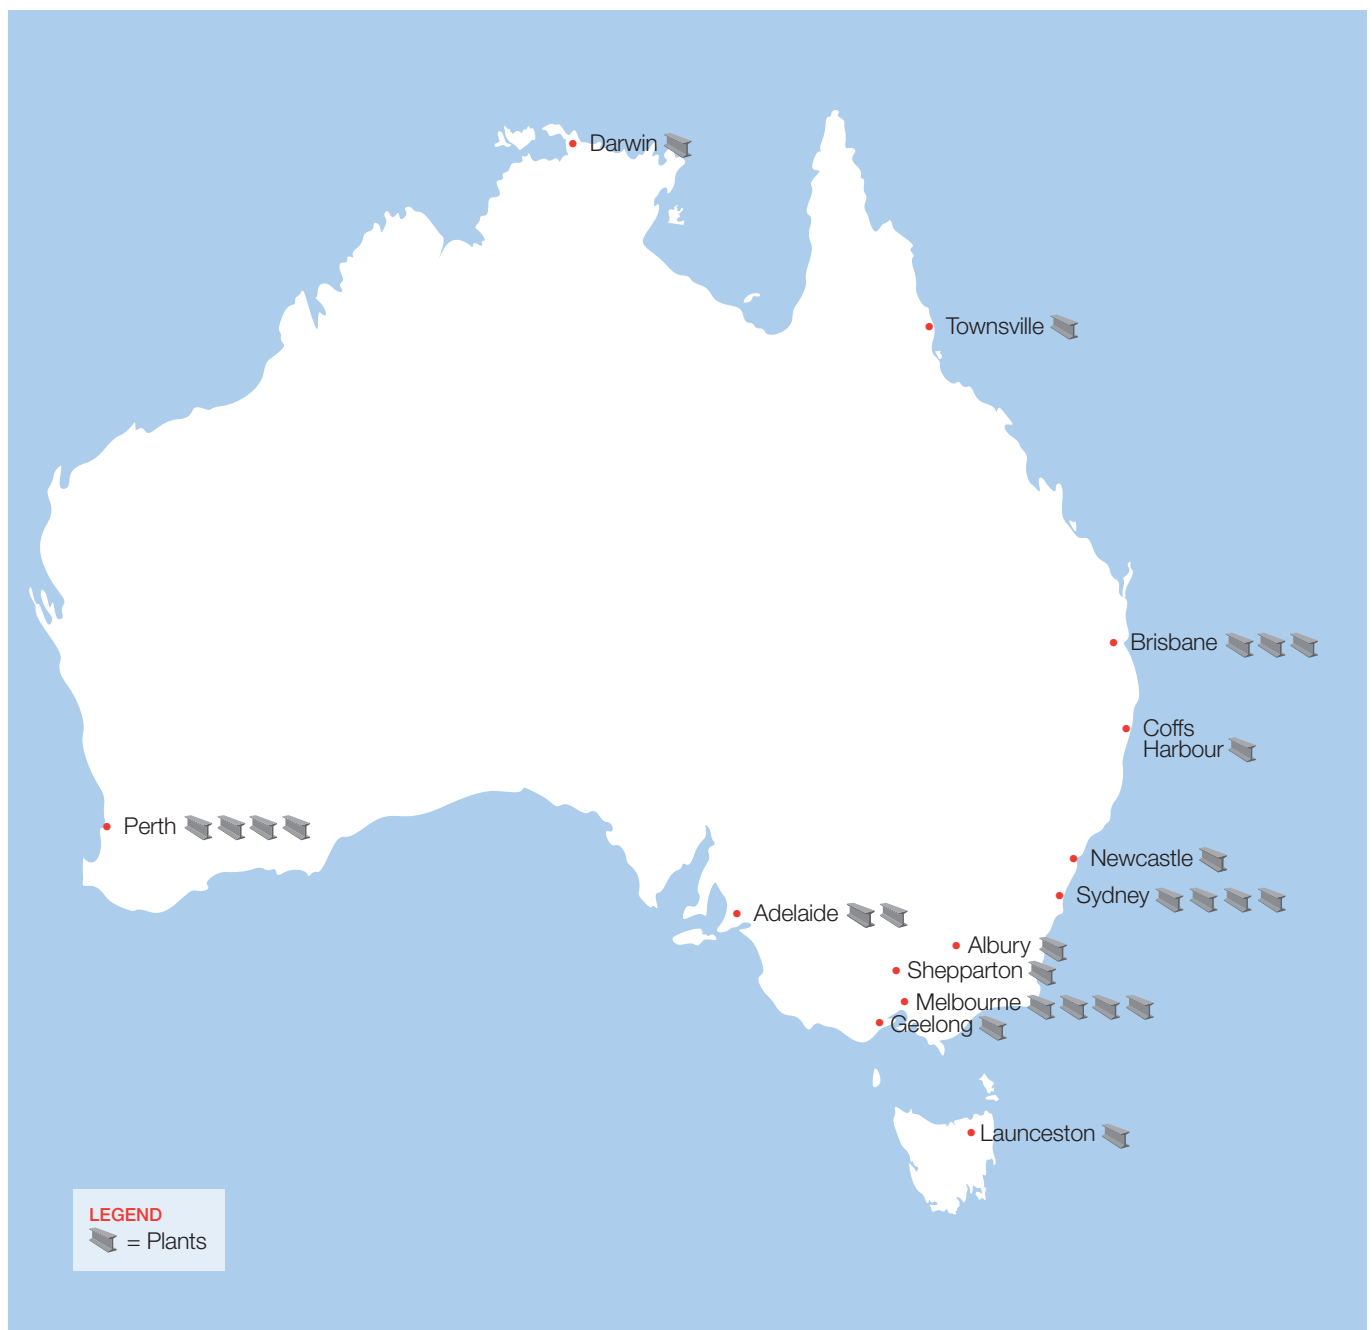 Darwin
Townsville
Brisbane
Coffs
Harbour
Perth
Newcastle
Sydney
Adelaide
Albury
Shepparton
Melbourne
Geelong
Launceston
LEGEND
= Plants